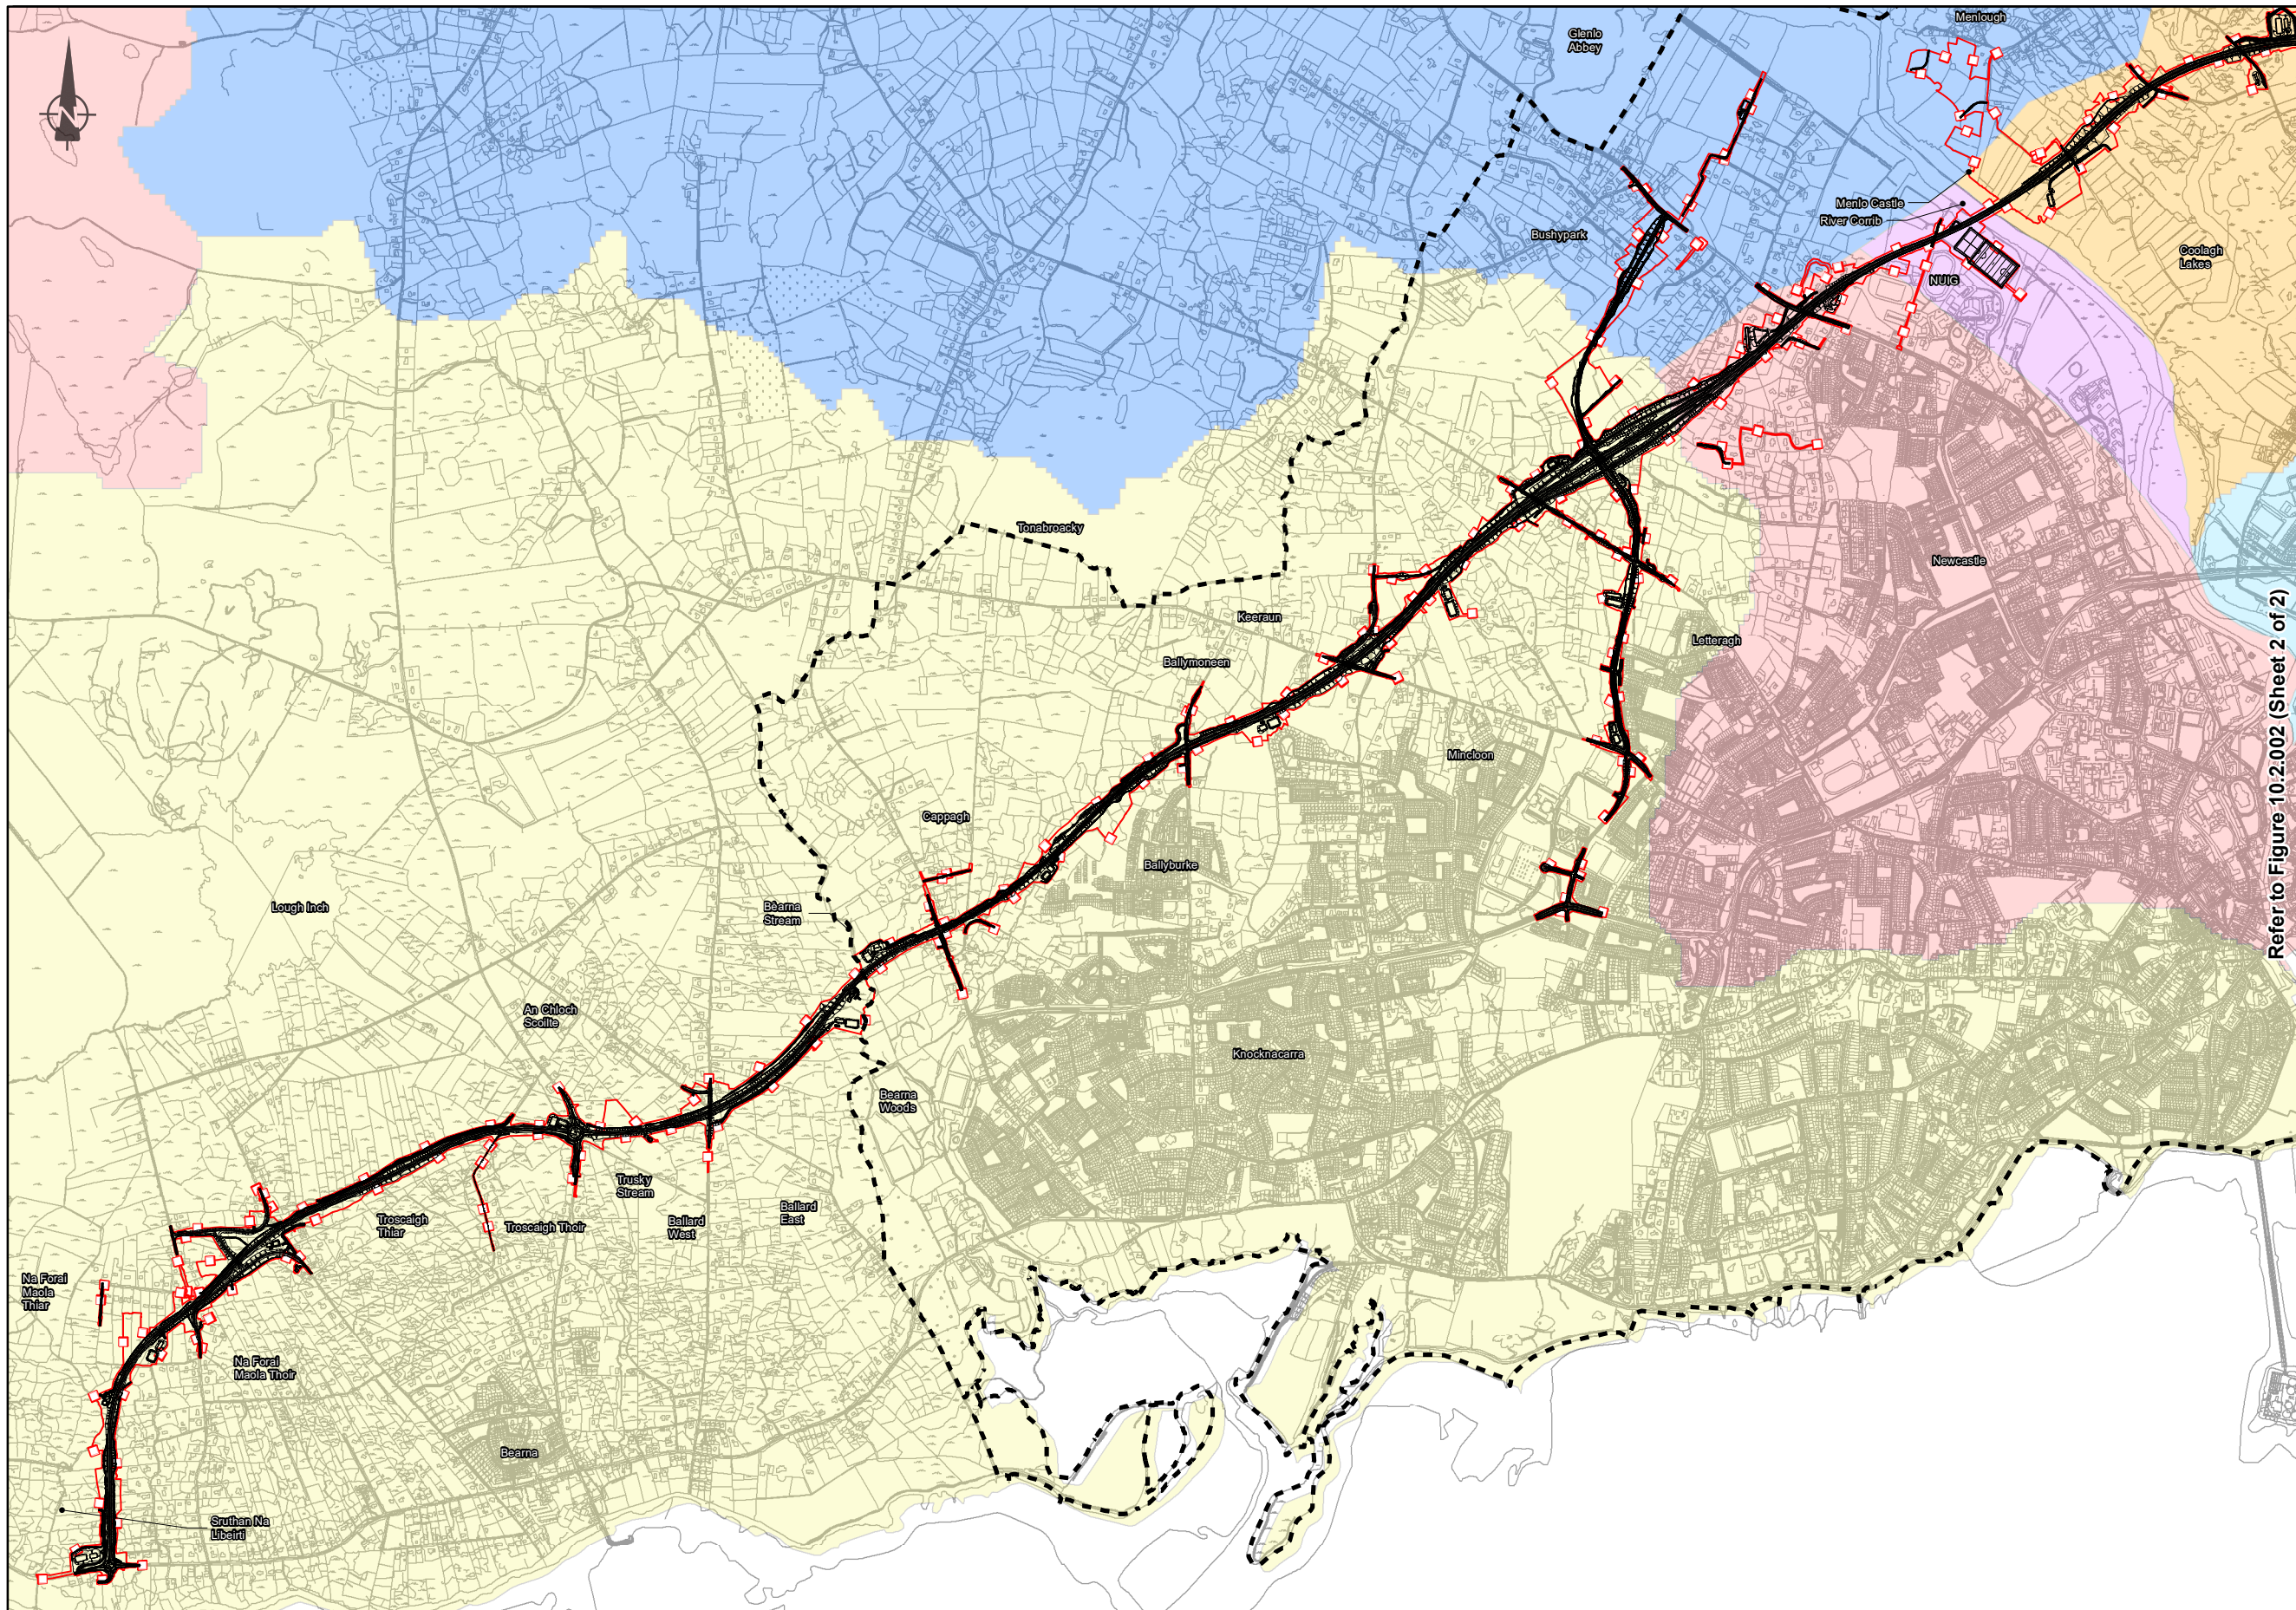 Menlough
Glenlo
Abbey
N
Menlo Castle
River Corrib
Bushypark
Coolagh
Lakes
NUIG
Tonabroacky
Newcastle
Keeraun
Letteragh
Ballymoneen
Mincloon
Refer to Figure 10.2.002 (Sheet 2 of 2)
Cappagh
Ballyburke
Lough Inch
Bearna
Stream
An Chloch
Scoilte
Knocknacarra
Bearna
Woods
Trusky
Stream
Ballard
East
Troscaigh
Thiar
Troscaigh Thoir
Ballard
West
Na Forai
Maola
Thiar
Na Forai
Maola Thoir
Bearna
Sruthan Na
Libeirti